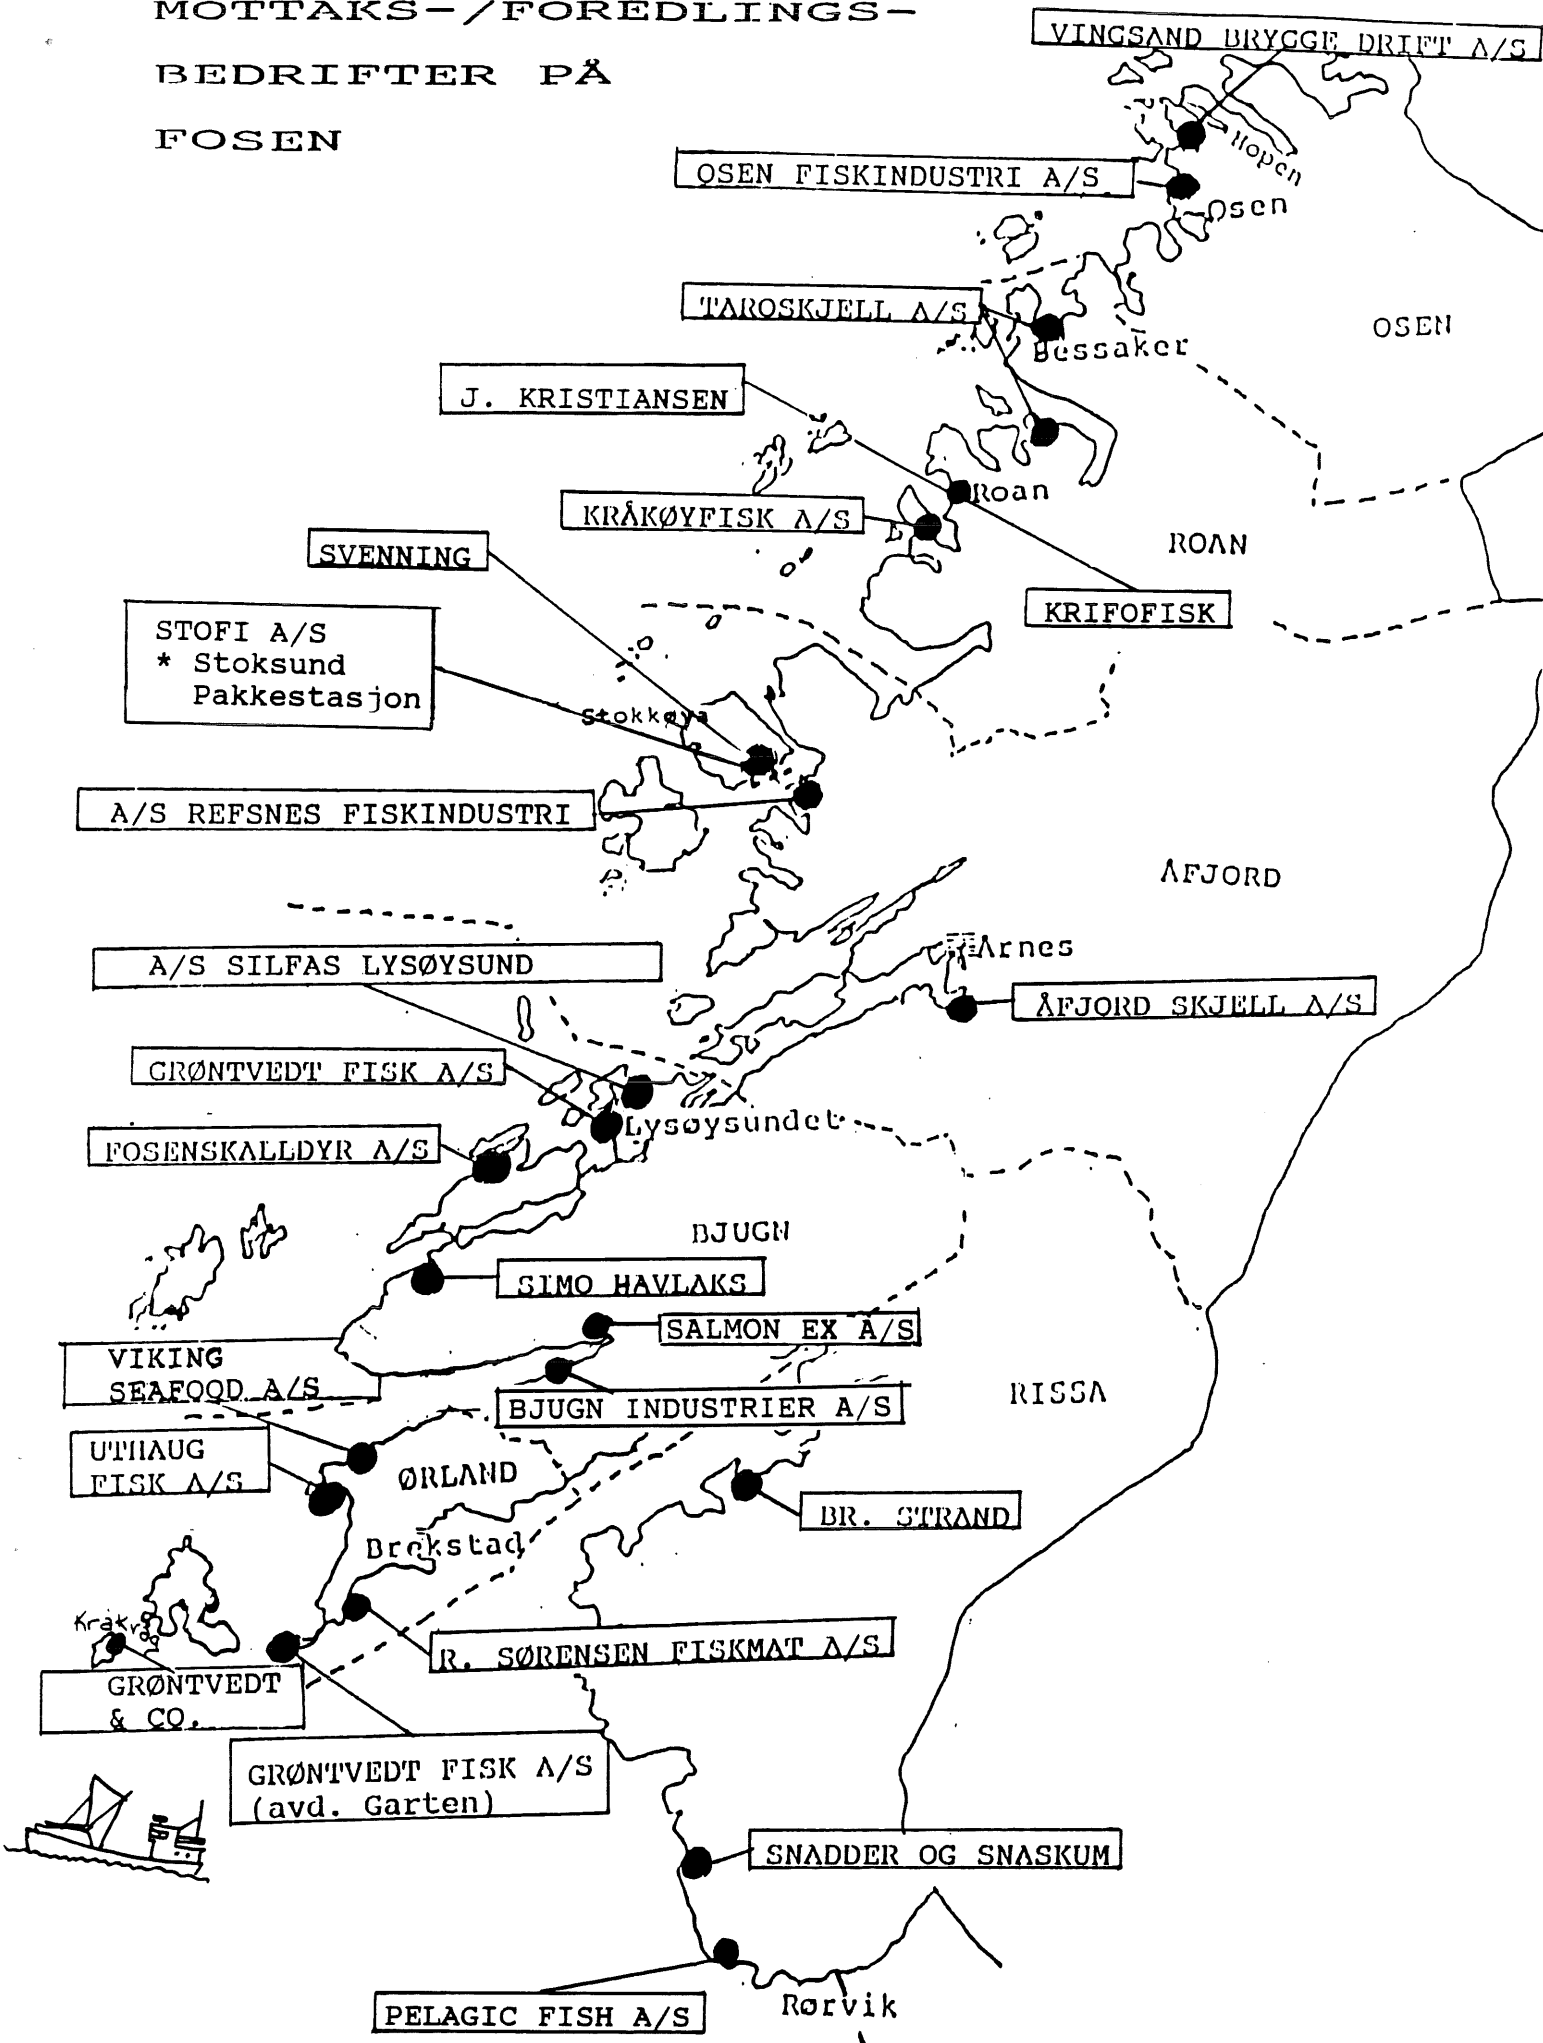 MOTTAKS-/FOREDLINGS-
BEDRIFTER PÅ
FOSEN
VINGSAND BRYGGE DRIFT A/S
Hopen
OSEN FISKINDUSTRI A/S
Osen
TAROSKJELL A/S
OSEN
Bessaker
J. KRISTIANSEN
Roan
KRÅKØYFISK A/S
ROAN
SVENNING
KRIFOFISK
STOFI A/S
* Stoksund
Pakkestasjon
Stokkøya
A/S REFSNES FISKINDUSTRI
ÅFJORD
Årnes
A/S SILFAS LYSØYSUND
ÅFJORD SKJELL A/S
GRØNTVEDT FISK A/S
Lysøysundet
FOSENSKALLDYR A/S
BJUGN
SIMO HAVLAKS
SALMON EX A/S
VIKING
SEAFOOD A/S
RISSA
BJUGN INDUSTRIER A/S
UTHAUG
FISK A/S
ØRLAND
BR. STRAND
Brekstad
Kråkvåg
R. SØRENSEN FISKMAT A/S
GRØNTVEDT
& CO.
GRØNTVEDT FISK A/S
(avd. Garten)
SNADDER OG SNASKUM
PELAGIC FISH A/S
Rørvik